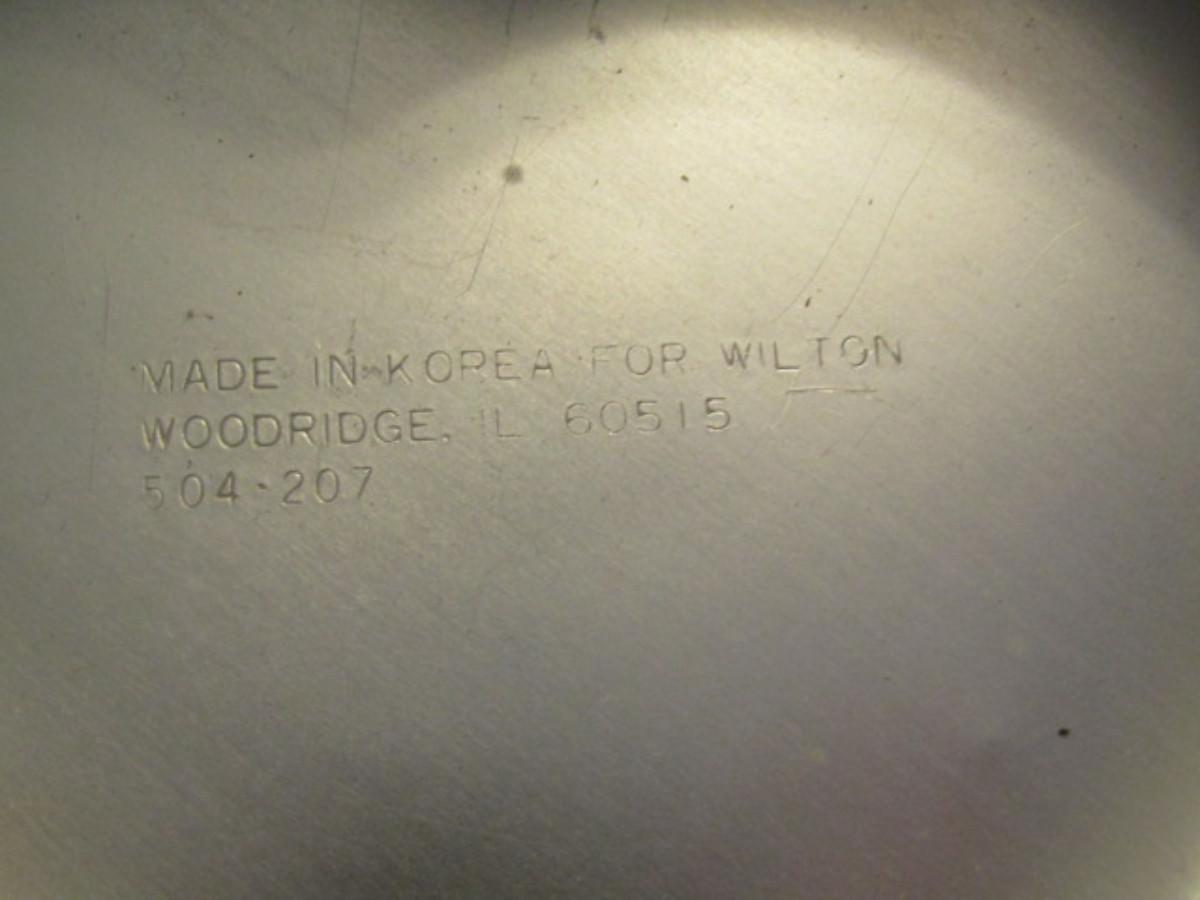 MADE IN KOREA FOR WILTON
WOODRIDGE, IL 60515
504-207